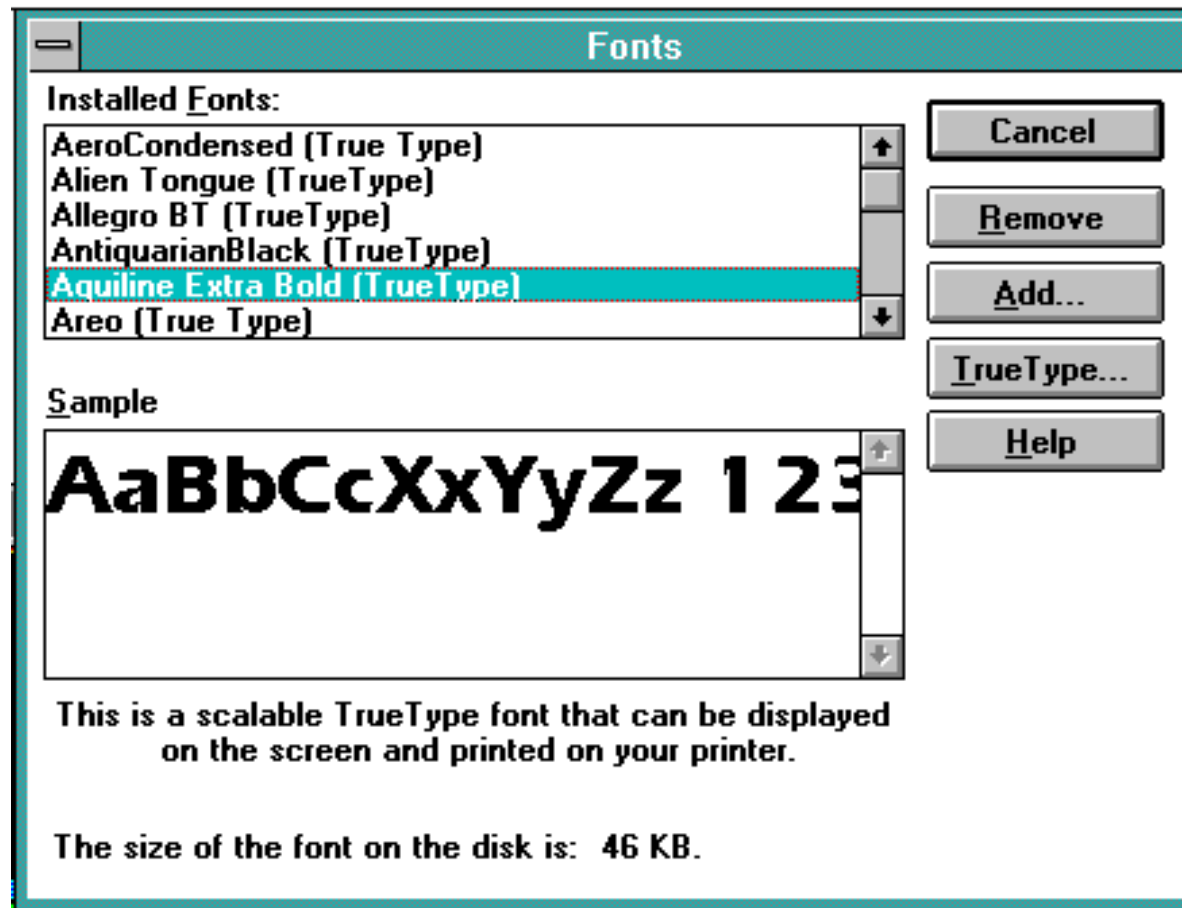 Fonts
Installed Fonts:
AeroCondensed (True Type)
Alien Tongue (TrueType)
Allegro BT (TrueType)
AntiquarianBlack (TrueType)
Aquiline Extra Bold (TrueType)
Areo (True Type)
Cancel
Remove
Add...
TrueType...
Help
Sample
AaBbCcXxYyZz 123
This is a scalable TrueType font that can be displayed
on the screen and printed on your printer.
The size of the font on the disk is: 46 KB.